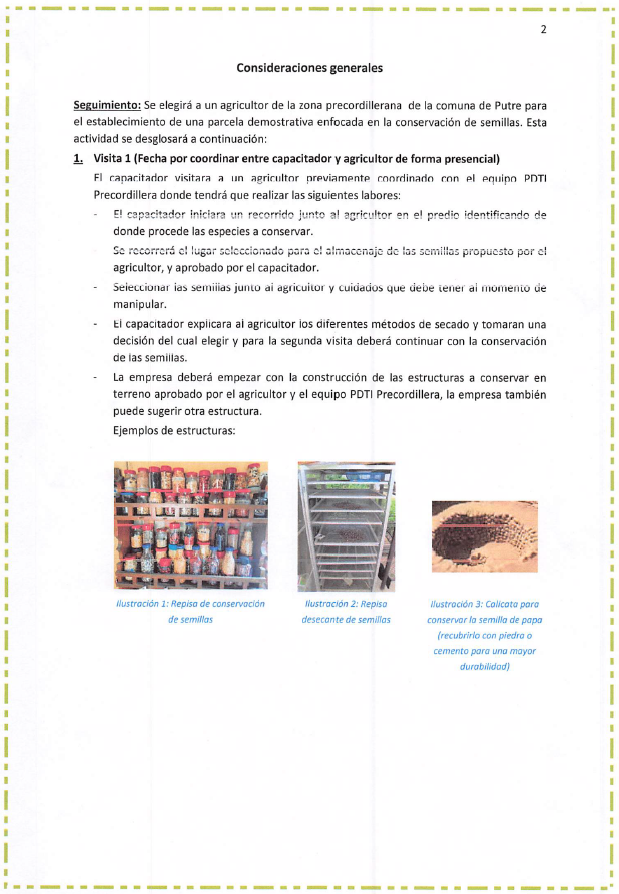 2
Consideraciones generales
Seguimiento: Se elegirá a un agricultor de la zona precordillerana de la comuna de Putre para
el establecimiento de una parcela demostrativa enfocada en la conservación de semillas. Esta
actividad se desglosará a continuación:
1. Visita 1 (Fecha por coordinar entre capacitador y agricultor de forma presencial)
El capacitador visitara a un agricultor previamente coordinado con el equipo PDTI
Precordillera donde tendrá que realizar las siguientes labores:
- El capacitador iniciara un recorrido junto al agricultor en el predio identificando de
donde procede las especies a conservar.
- Se recorrerá el lugar seleccionado para el almacenaje de las semillas propuesto por el
agricultor, y aprobado por el capacitador.
- Seleccionar las semillas junto al agricultor y cuidados que debe tener al momento de
manipular.
- El capacitador explicara al agricultor los diferentes métodos de secado y tomaran una
decisión del cual elegir y para la segunda visita deberá continuar con la conservación
de las semillas.
- La empresa deberá empezar con la construcción de las estructuras a conservar en
terreno aprobado por el agricultor y el equipo PDTI Precordillera, la empresa también
puede sugerir otra estructura.
Ejemplos de estructuras:
Ilustración 1: Repisa de conservación
de semillas
Ilustración 2: Repisa
desecante de semillas
Ilustración 3: Calicata para
conservar la semilla de papa
(recubrirlo con piedra o
cemento para una mayor
durabilidad)